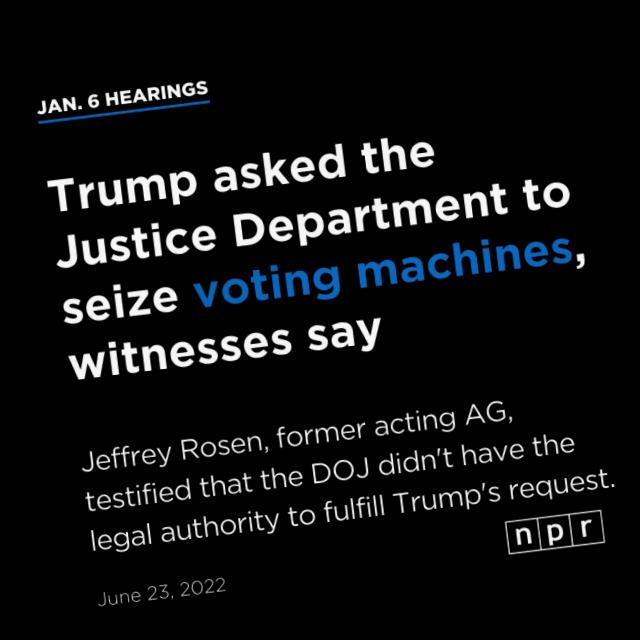 JAN. 6 HEARINGS
Trump asked the
Justice Department to
seize voting machines,
witnesses say
Jeffrey Rosen, former acting AG,
testified that the DOJ didn't have the
legal authority to fulfill Trump's request.
npr
June 23, 2022